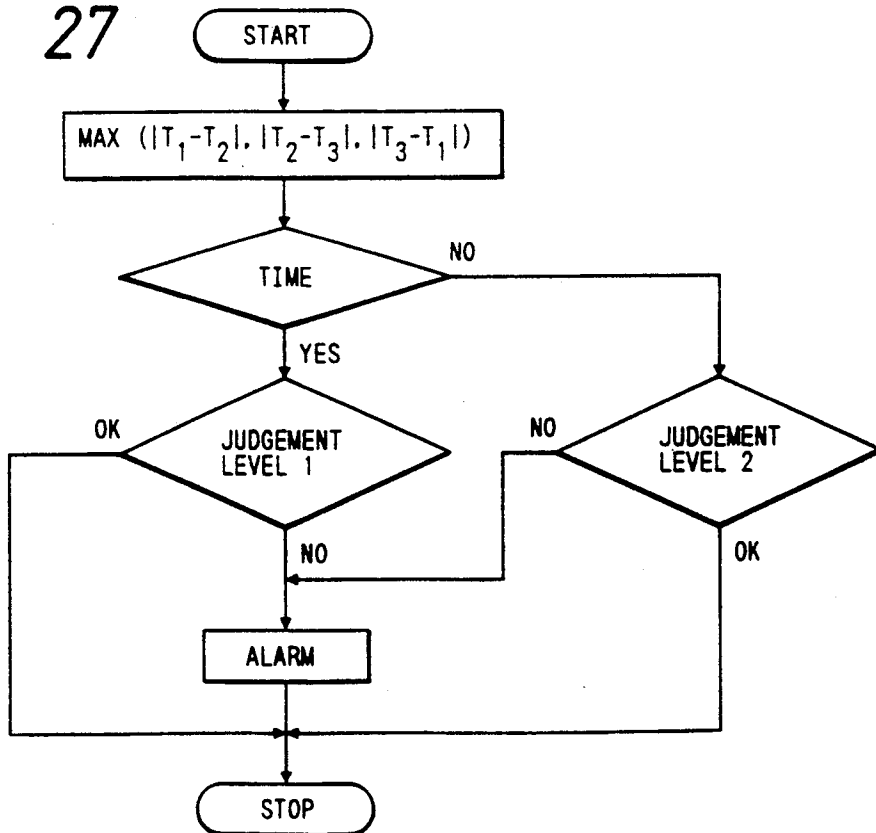 27
START
MAX (|T₁-T₂|, |T₂-T₃|, |T₃-T₁|)
TIME
NO
YES
OK
JUDGEMENT
LEVEL 1
NO
JUDGEMENT
LEVEL 2
NO
OK
ALARM
STOP